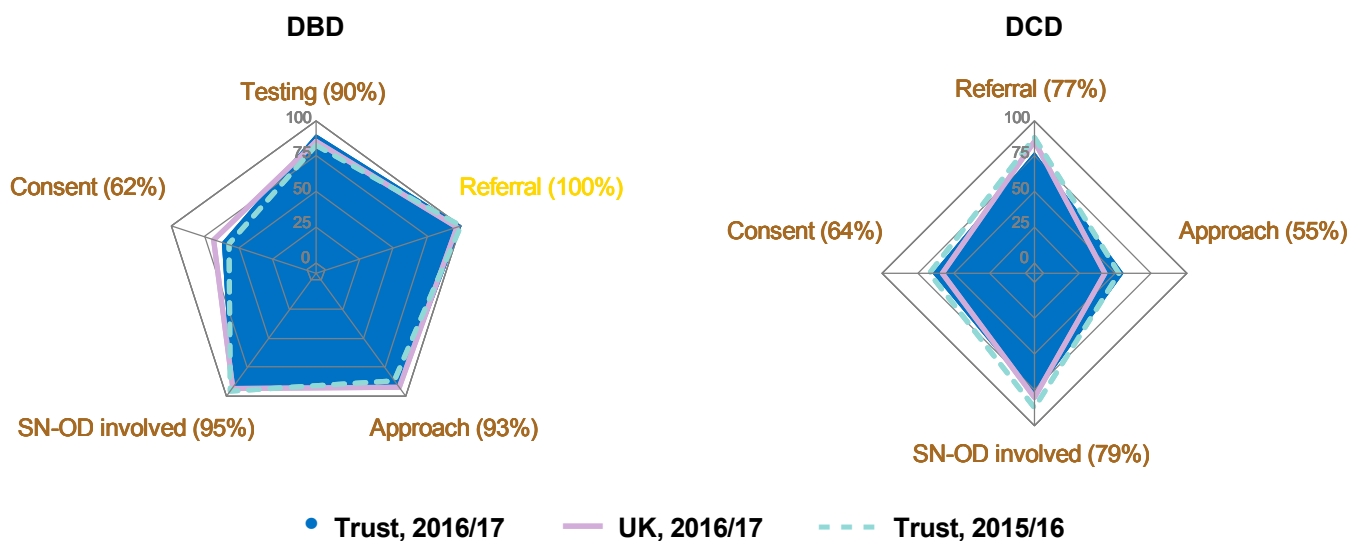 DBD
Testing (90%)
100
75
50
25
0
Consent (62%)
Referral (100%)
SN-OD involved (95%)
Approach (93%)
DCD
Referral (77%)
100
75
50
25
0
Consent (64%)
Approach (55%)
SN-OD involved (79%)
Trust, 2016/17
UK, 2016/17
Trust, 2015/16